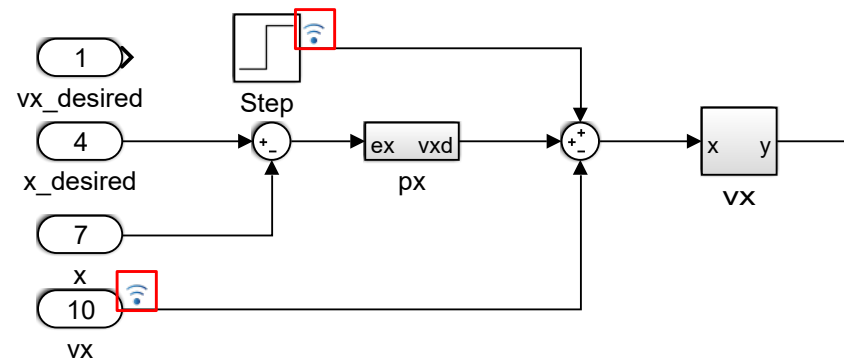 1
vx_desired
Step
4
x_desired
ex vxd
px
x y
vx
7
x
10
vx